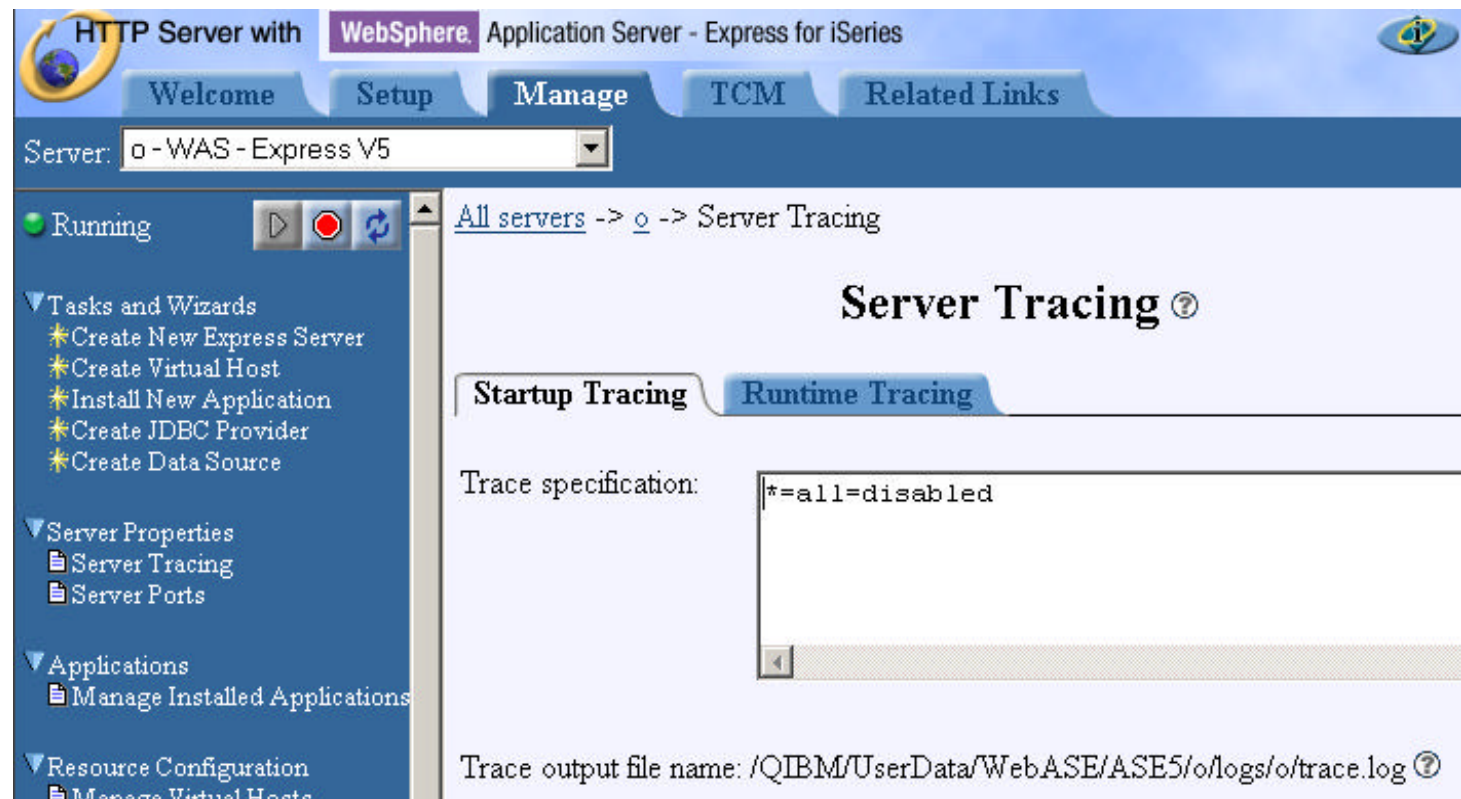 HTTP Server with WebSphere. Application Server - Express for iSeries
i
Welcome Setup Manage TCM Related Links
Server: o - WAS - Express V5
Running
All servers -> o -> Server Tracing
Server Tracing ?
Tasks and Wizards
Create New Express Server
Create Virtual Host
Install New Application
Create JDBC Provider
Create Data Source
Startup Tracing Runtime Tracing
Trace specification: *=all=disabled
Server Properties
Server Tracing
Server Ports
Applications
Manage Installed Applications
Resource Configuration
Manage Virtual Hosts
Trace output file name: /QIBM/UserData/WebASE/ASE5/o/logs/o/trace.log ?